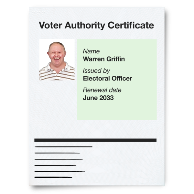 Voter Authority Certificate
Name
Warren Griffin
Issued by
Electoral Officer
Renewal date
June 2033